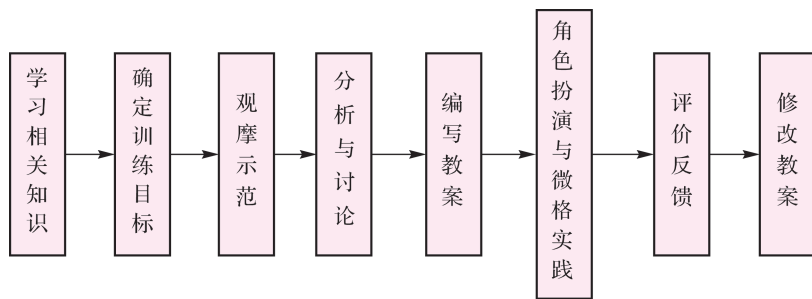 学习相关知识
确定训练目标
观摩示范
分析与讨论
编写教案
角色扮演与微格实践
评价反馈
修改教案